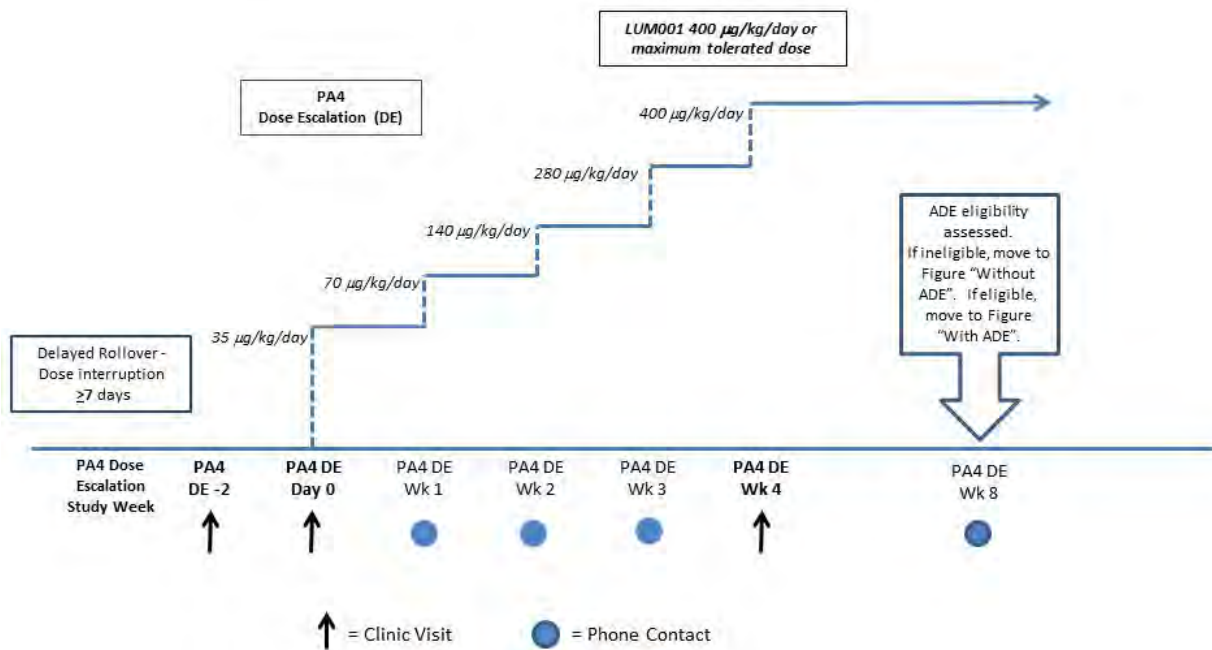 LUM001 400 µg/kg/day or
maximum tolerated dose
PA4
Dose Escalation (DE)
400 µg/kg/day
280 µg/kg/day
140 µg/kg/day
70 µg/kg/day
35 µg/kg/day
ADE eligibility
assessed.
If ineligible, move to
Figure “Without
ADE”. If eligible,
move to Figure
“With ADE”.
Delayed Rollover -
Dose interruption
≥7 days
PA4 Dose
Escalation
Study Week
PA4
DE -2
PA4 DE
Day 0
PA4 DE
Wk 1
PA4 DE
Wk 2
PA4 DE
Wk 3
PA4 DE
Wk 4
PA4 DE
Wk 8
= Clinic Visit
= Phone Contact